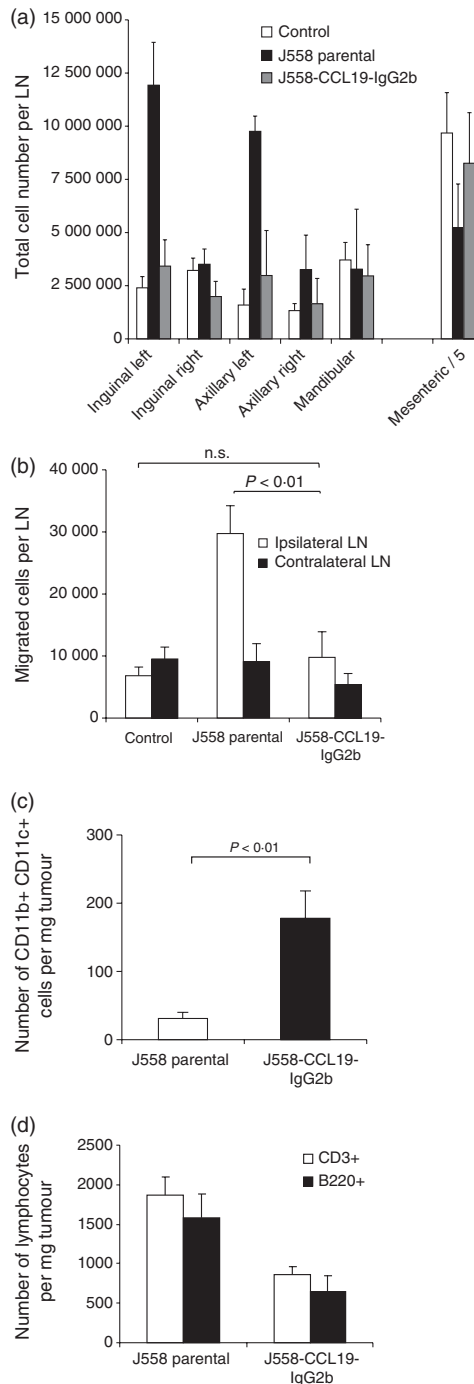 (a)
15 000 000
12 500 000
10 000 000
7 500 000
5 000 000
2 500 000
0
Total cell number per LN
Control
J558 parental
J558-CCL19-IgG2b
Inguinal left
Inguinal right
Axillary left
Axillary right
Mandibular
Mesenteric / 5
(b)
n.s.
P < 0·01
40 000
30 000
20 000
10 000
0
Migrated cells per LN
Ipsilateral LN
Contralateral LN
Control
J558 parental
J558-CCL19-
IgG2b
(c)
300
200
100
0
Number of CD11b+ CD11c+
cells per mg tumour
P < 0·01
J558 parental
J558-CCL19-
IgG2b
(d)
2500
2000
1500
1000
500
0
Number of lymphocytes
per mg tumour
CD3+
B220+
J558 parental
J558-CCL19-
IgG2b